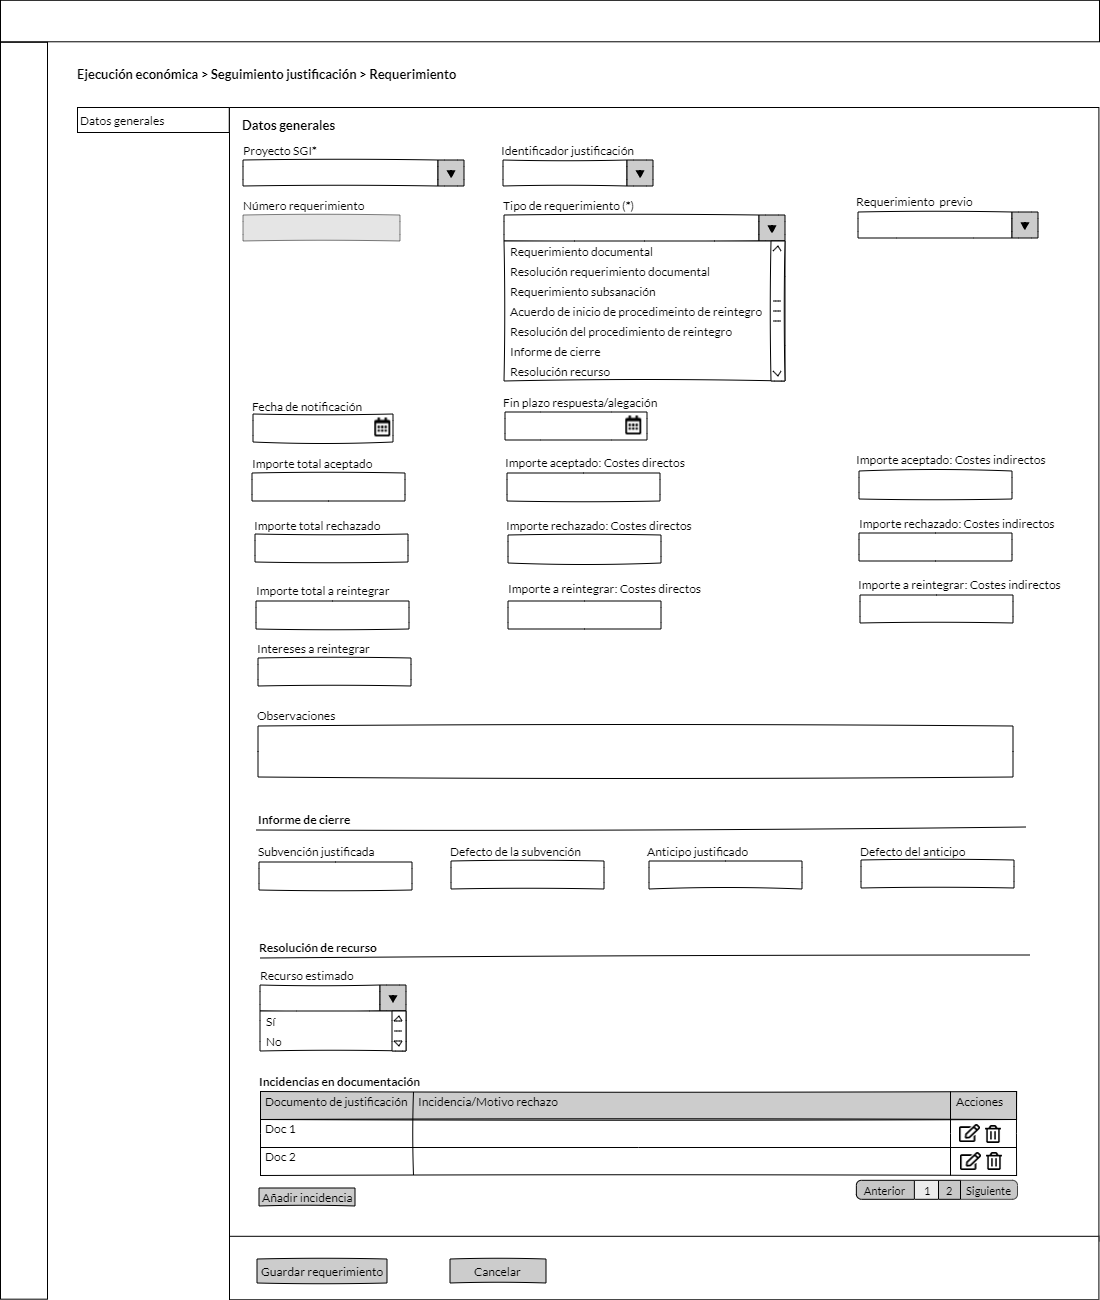 Ejecución económica > Seguimiento justificación > Requerimiento
Datos generales
Datos generales
Proyecto SGI*
Identificador justificación
Número requerimiento
Tipo de requerimiento (*)
Requerimiento previo
Requerimiento documental
Resolución requerimiento documental
Requerimiento subsanación
Acuerdo de inicio de procedimeinto de reintegro
Resolución del procedimiento de reintegro
Informe de cierre
Resolución recurso
Fecha de notificación
Fin plazo respuesta/alegación
Importe total aceptado
Importe aceptado: Costes directos
Importe aceptado: Costes indirectos
Importe total rechazado
Importe rechazado: Costes directos
Importe rechazado: Costes indirectos
Importe total a reintegrar
Importe a reintegrar: Costes directos
Importe a reintegrar: Costes indirectos
Intereses a reintegrar
Observaciones
Informe de cierre
Subvención justificada
Defecto de la subvención
Anticipo justificado
Defecto del anticipo
Resolución de recurso
Recurso estimado
Sí
No
Incidencias en documentación
Documento de justificación
Incidencia/Motivo rechazo
Acciones
Doc 1
Doc 2
Añadir incidencia
Anterior 1 2 Siguiente
Guardar requerimiento
Cancelar